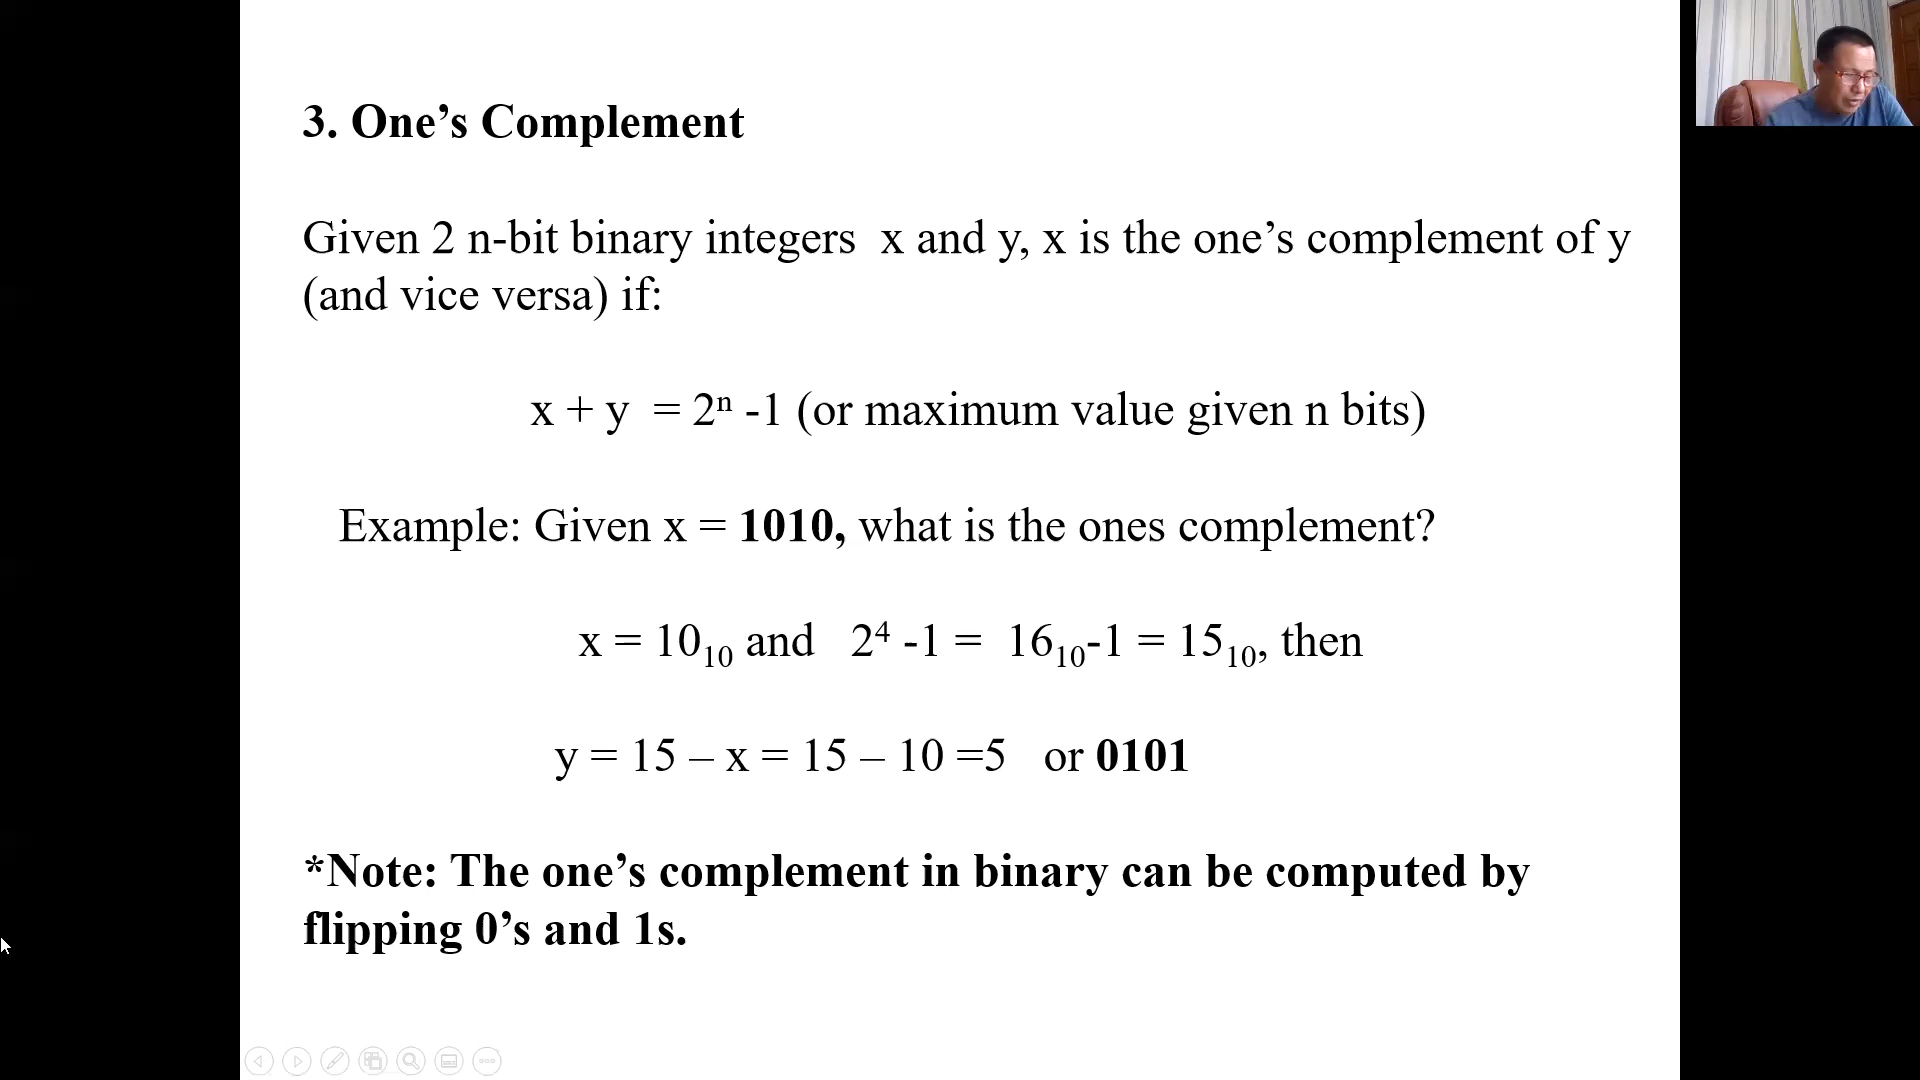 3. One’s Complement
Given 2 n-bit binary integers  x and y, x is the one’s complement of y
(and vice versa) if:
x + y  = 2ⁿ -1 (or maximum value given n bits)
Example: Given x = 1010, what is the ones complement?
x = 10₁₀ and   2⁴ -1 =  16₁₀-1 = 15₁₀, then
y = 15 – x = 15 – 10 =5   or 0101
*Note: The one’s complement in binary can be computed by
flipping 0’s and 1s.